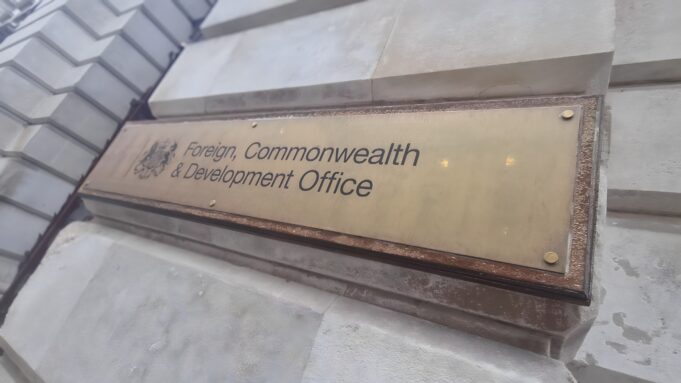 Foreign, Commonwealth
& Development Office